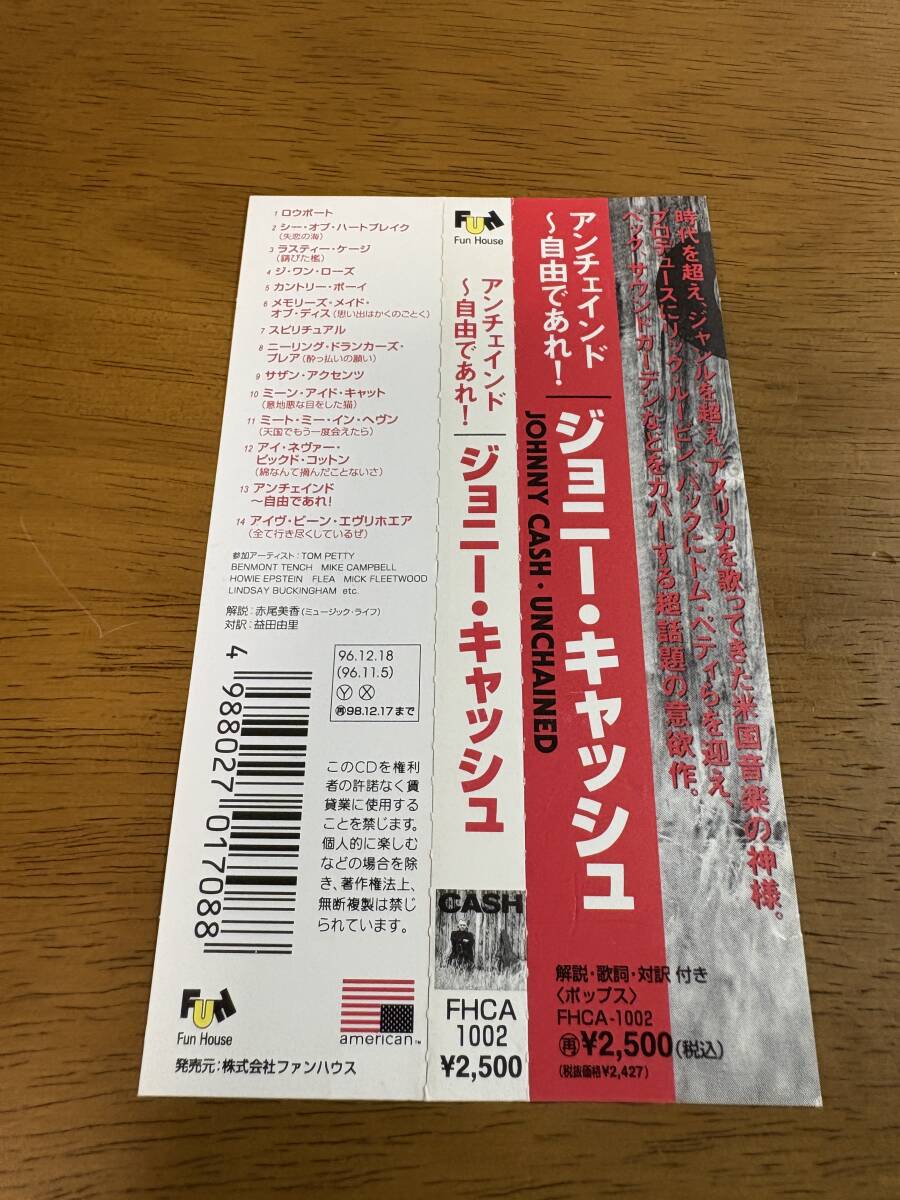 1 ロウボート
2 シー・オブ・ハートブレイク
(失恋の海)
3 ラスティー・ケージ
(錆びた檻)
4 ジ・ワン・ローズ
5 カントリー・ボーイ
6 メモリーズ・メイド・
オブ・ディス(思い出はかくのごとく)
7 スピリチュアル
8 ニーリング・ドランカーズ・
プレア(酔っ払いの願い)
9 サザン・アクセンツ
10 ミーン・アイド・キャット
(意地悪な目をした猫)
11 ミート・ミー・イン・ヘヴン
(天国でもう一度会えたら)
12 アイ・ネヴァー・
ピックド・コットン
(綿なんて摘んだことないさ)
13 アンチェインド
〜自由であれ!
14 アイヴ・ビーン・エヴリホエア
(全て行き尽くしているぜ)
参加アーティスト:TOM PETTY
BENMONT TENCH MIKE CAMPBELL
HOWIE EPSTEIN FLEA MICK FLEETWOOD
LINDSAY BUCKINGHAM etc.
解説:赤尾美香(ミュージック・ライフ)
対訳:益田由里
96.12.18
(96.11.5)
Ⓨ Ⓧ
㊢98.12.17まで
4 988027 017088
このCDを権利
者の許諾なく賃
貸業に使用する
ことを禁じます。
個人的に楽しむ
などの場合を除
き、著作権法上、
無断複製は禁じ
られています。
FUN
Fun House
american™
発売元:株式会社ファンハウス
FUN
Fun House
アンチェインド
〜自由であれ!
ジョニー・キャッシュ
CASH
FHCA
1002
¥2,500
アンチェインド
〜自由であれ!
ジョニー・キャッシュ
JOHNNY CASH・UNCHAINED
時代を超え、ジャンルを超え、アメリカを歌ってきた米国音楽の神様。
プロデュースにリック・ルービン、バックにトム・ペティらを迎え、
ベック、サウンドガーデンなどをカバーする超話題の意欲作。
解説・歌詞・対訳 付き
〈ポップス〉
FHCA-1002
㊢¥2,500(税込)
(税抜価格¥2,427)